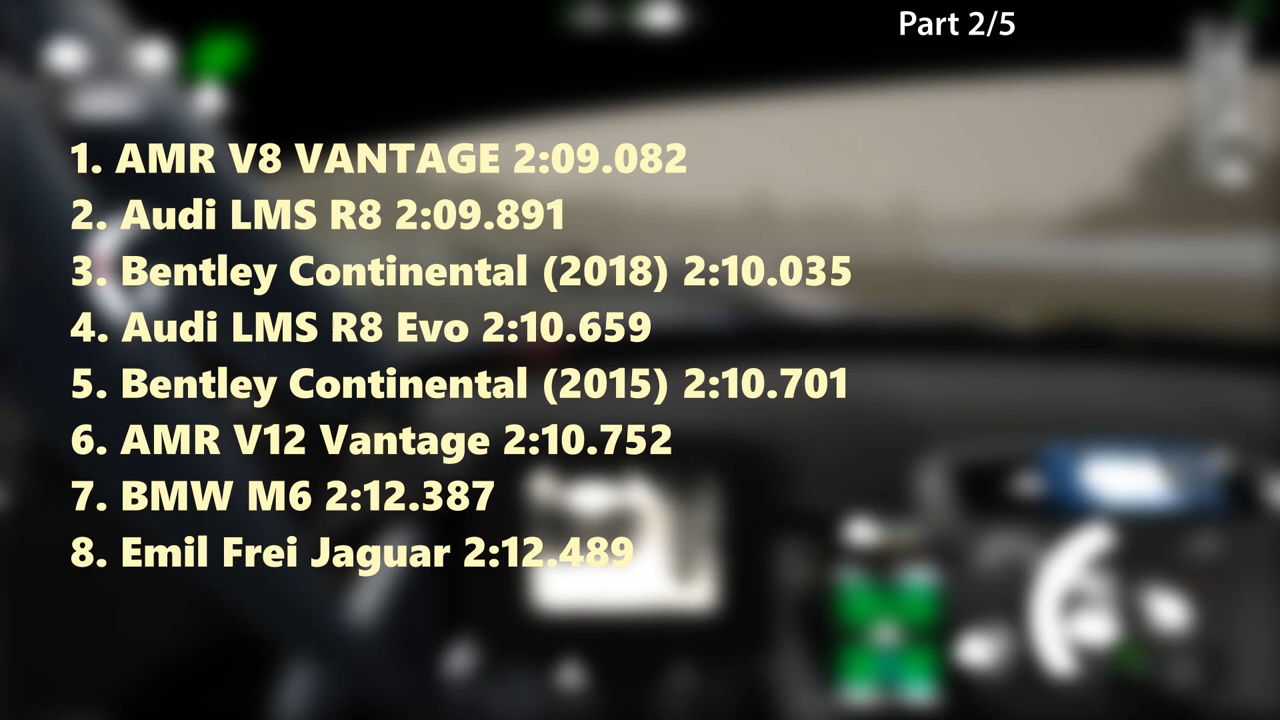 Part 2/5
1. AMR V8 VANTAGE 2:09.082
2. Audi LMS R8 2:09.891
3. Bentley Continental (2018) 2:10.035
4. Audi LMS R8 Evo 2:10.659
5. Bentley Continental (2015) 2:10.701
6. AMR V12 Vantage 2:10.752
7. BMW M6 2:12.387
8. Emil Frei Jaguar 2:12.489